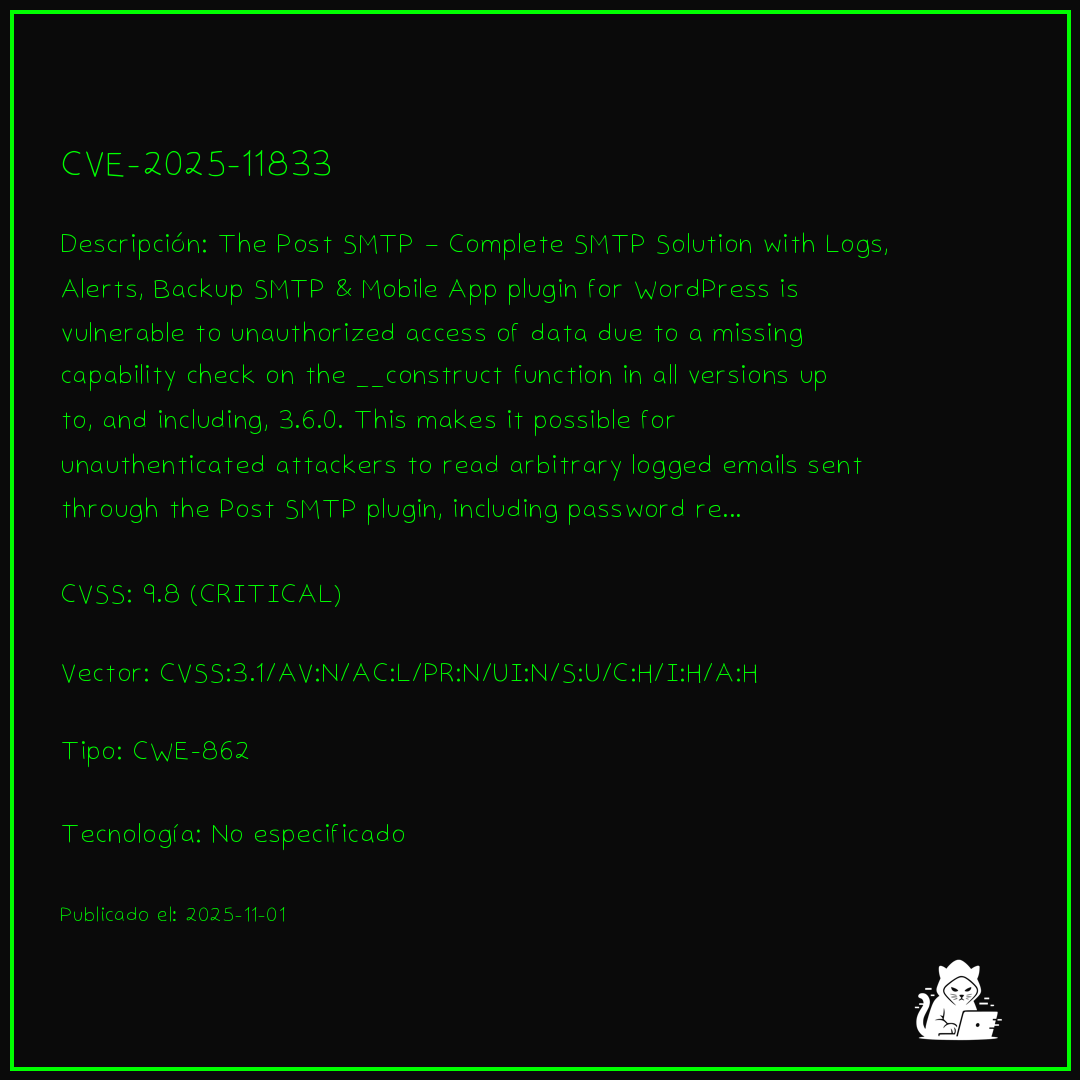 CVE-2025-11833
Descripción: The Post SMTP – Complete SMTP Solution with Logs,
Alerts, Backup SMTP & Mobile App plugin for WordPress is
vulnerable to unauthorized access of data due to a missing
capability check on the __construct function in all versions up
to, and including, 3.6.0. This makes it possible for
unauthenticated attackers to read arbitrary logged emails sent
through the Post SMTP plugin, including password re...
CVSS: 9.8 (CRITICAL)
Vector: CVSS:3.1/AV:N/AC:L/PR:N/UI:N/S:U/C:H/I:H/A:H
Tipo: CWE-862
Tecnología: No especificado
Publicado el: 2025-11-01